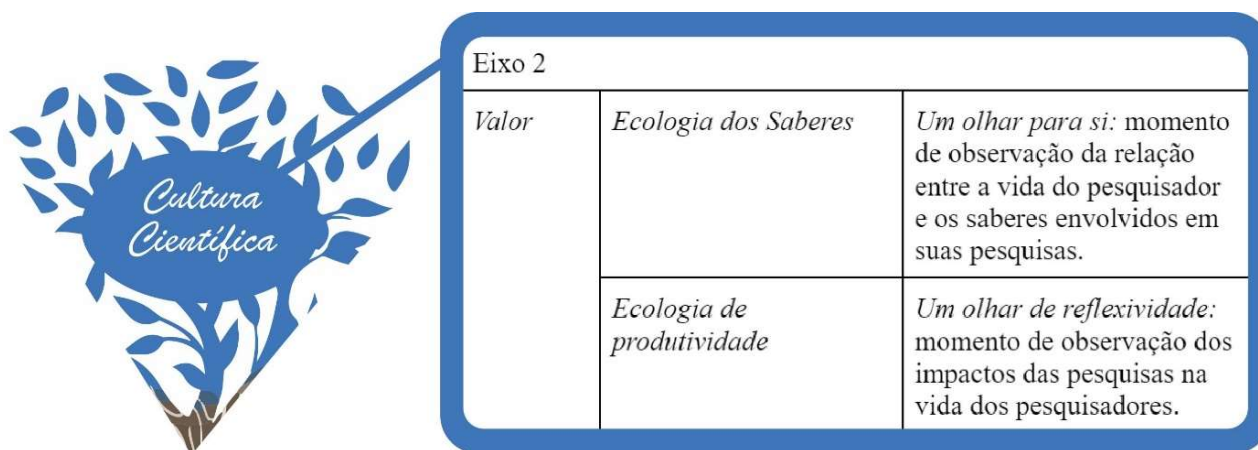 Cultura
Científica
Eixo 2
Valor
Ecologia dos Saberes
Um olhar para si: momento
de observação da relação
entre a vida do pesquisador
e os saberes envolvidos em
suas pesquisas.
Ecologia de
produtividade
Um olhar de reflexividade:
momento de observação dos
impactos das pesquisas na
vida dos pesquisadores.